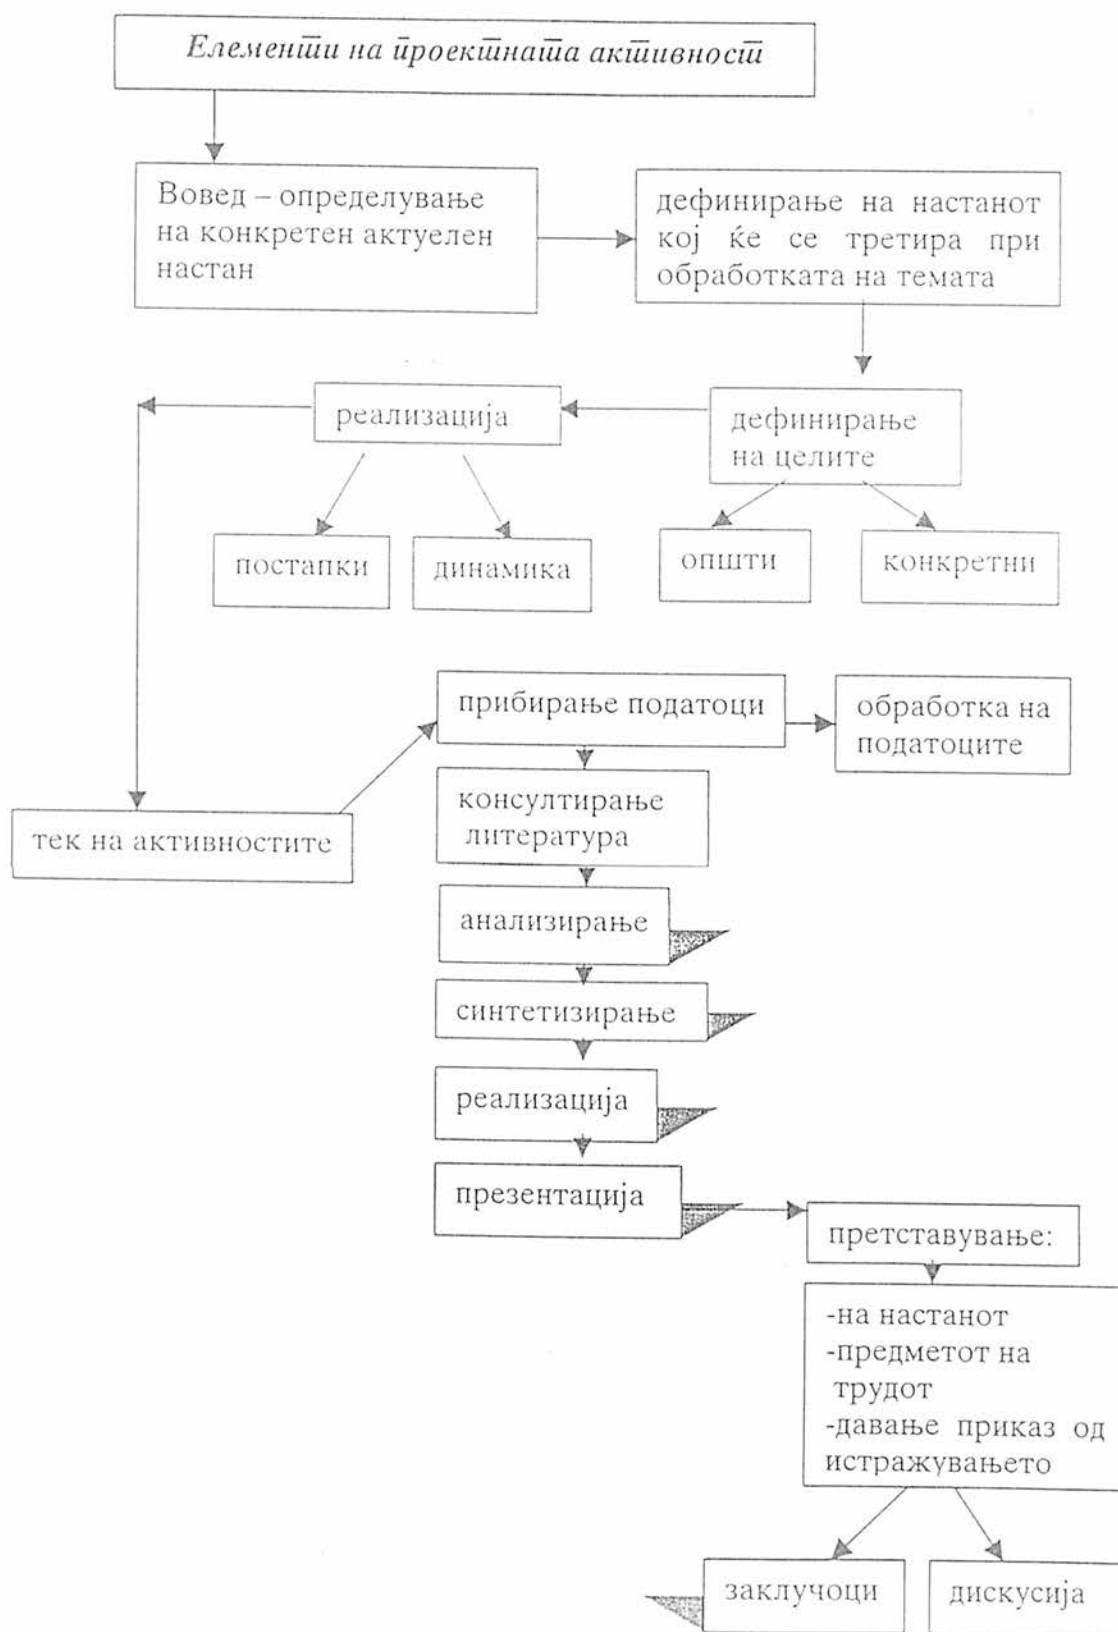 Елементи на проектната активност
Вовед – определување
на конкретен актуелен
настан
дефинирање на настанот
кој ќе се третира при
обработката на темата
реализација
дефинирање
на целите
постапки
динамика
општи
конкретни
прибирање податоци
обработка на
податоците
тек на активностите
консултирање
литература
анализирање
синтетизирање
реализација
презентација
претставување:
-на настанот
-предметот на
трудот
-давање приказ од
истражувањето
заклучоци
дискусија